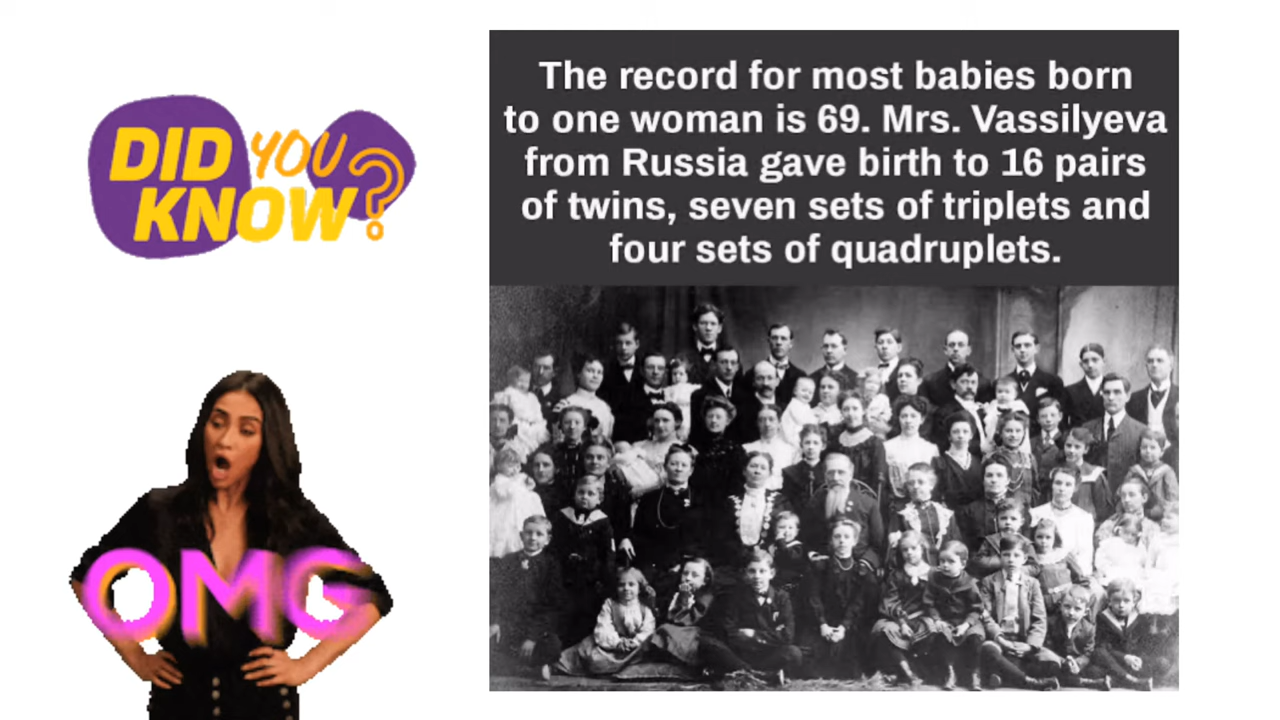 DID YOU
KNOW?
OMG
The record for most babies born
to one woman is 69. Mrs. Vassilyeva
from Russia gave birth to 16 pairs
of twins, seven sets of triplets and
four sets of quadruplets.